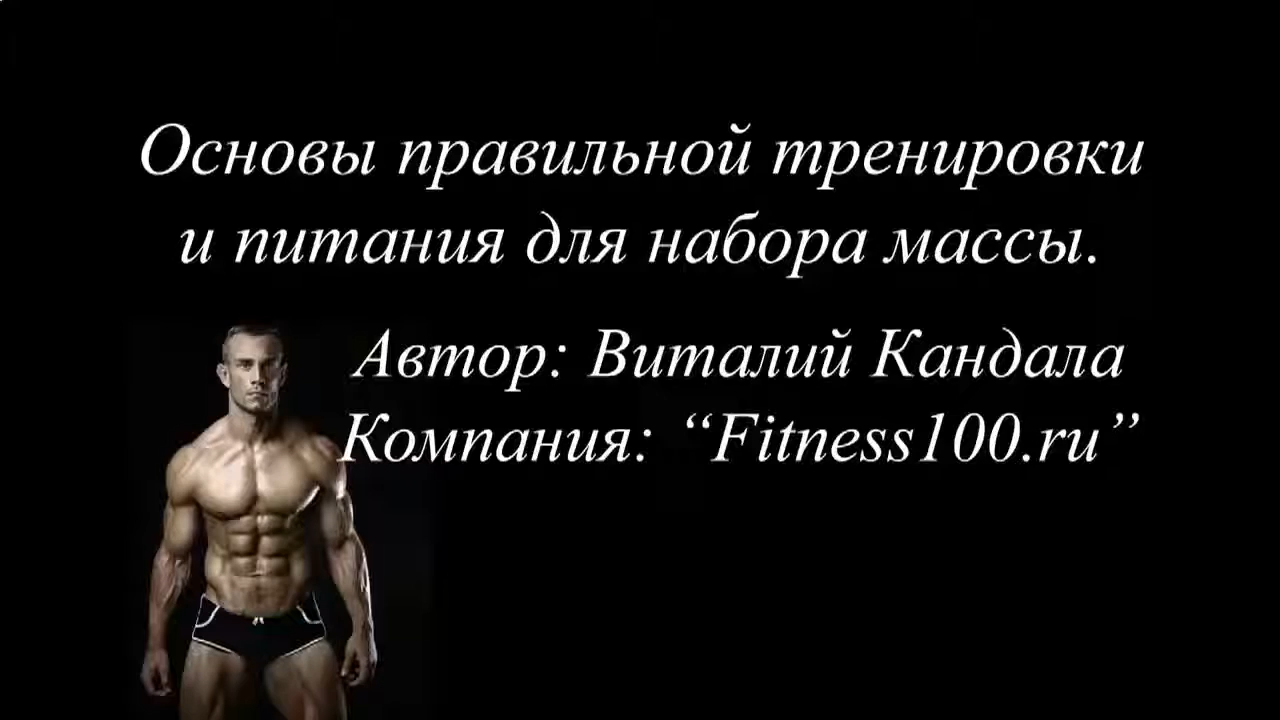 Основы правильной тренировки
и питания для набора массы.
Автор: Виталий Кандала
Компания: “Fitness100.ru”